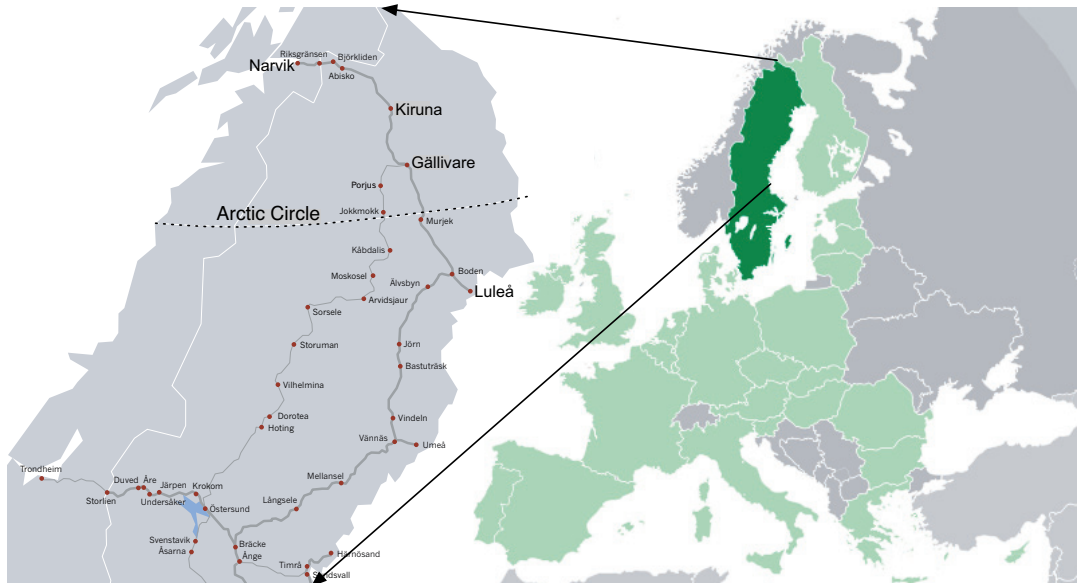 Riksgränsen
Björkliden
Narvik
Abisko
Kiruna
Gällivare
Porjus
Arctic Circle
Jokkmokk
Murjek
Kåbdalis
Moskosel
Boden
Älvsbyn
Luleå
Arvidsjaur
Sorsele
Storuman
Jörn
Bastuträsk
Vilhelmina
Dorotea
Hoting
Vindeln
Vännäs
Umeå
Trondheim
Mellansel
Duved
Åre
Järpen
Krokom
Storlien
Undersåker
Långsele
Östersund
Svenstavik
Åsarna
Bräcke
Ånge
Härnösand
Timrå
Sundsvall